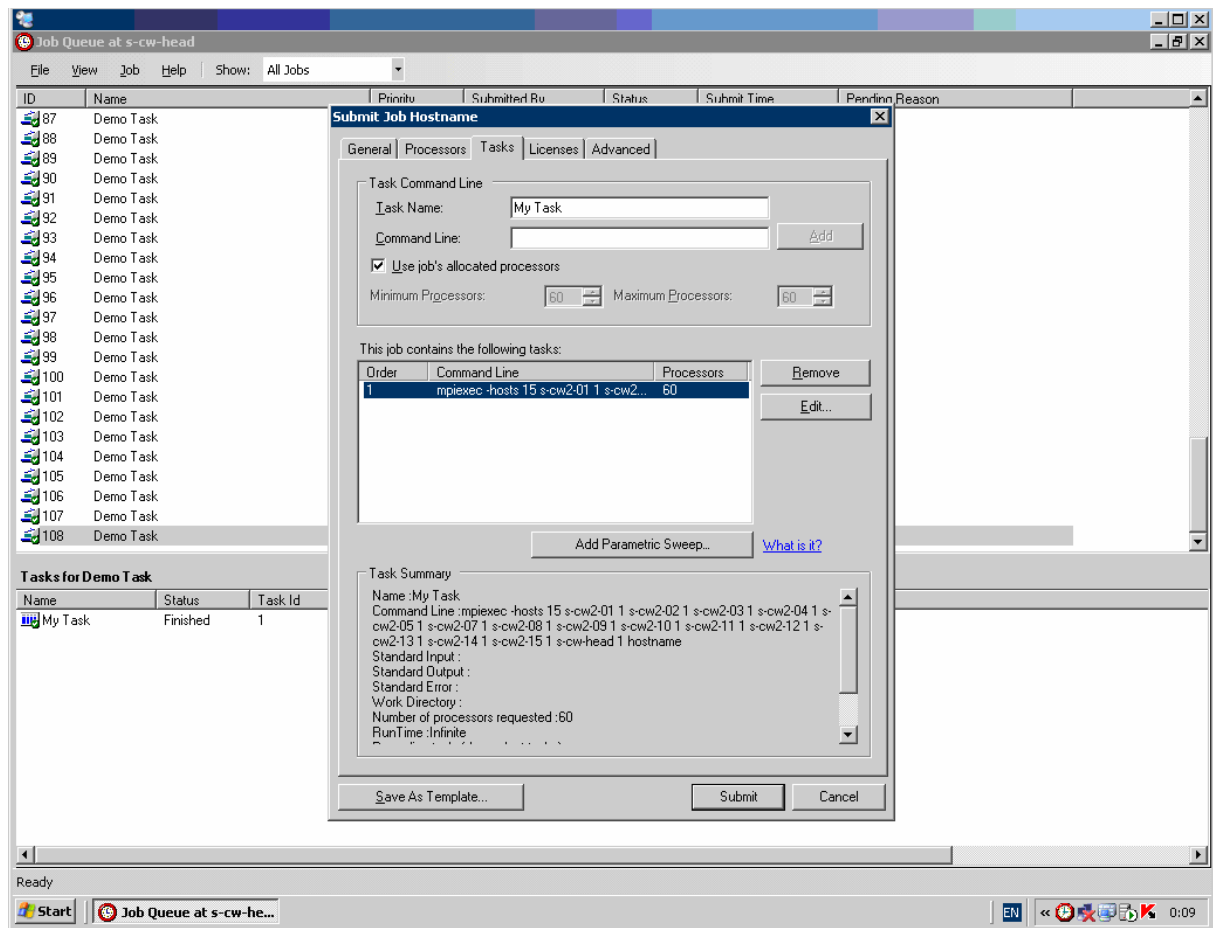 Job Queue at s-cw-head
File View Job Help Show: All Jobs
ID Name Priority Submitted By Status Submit Time Pending Reason
87 Demo Task
88 Demo Task
89 Demo Task
90 Demo Task
91 Demo Task
92 Demo Task
93 Demo Task
94 Demo Task
95 Demo Task
96 Demo Task
97 Demo Task
98 Demo Task
99 Demo Task
100 Demo Task
101 Demo Task
102 Demo Task
103 Demo Task
104 Demo Task
105 Demo Task
106 Demo Task
107 Demo Task
108 Demo Task
Tasks for Demo Task
Name Status Task Id
My Task Finished 1
Submit Job Hostname
General Processors Tasks Licenses Advanced
Task Command Line
Task Name: My Task
Command Line: Add
Use job's allocated processors
Minimum Processors: 60 Maximum Processors: 60
This job contains the following tasks:
Order Command Line Processors
1 mpiexec -hosts 15 s-cw2-01 1 s-cw2... 60
Remove
Edit...
Add Parametric Sweep... What is it?
Task Summary
Name :My Task
Command Line :mpiexec -hosts 15 s-cw2-01 1 s-cw2-02 1 s-cw2-03 1 s-cw2-04 1 s-
cw2-05 1 s-cw2-07 1 s-cw2-08 1 s-cw2-09 1 s-cw2-10 1 s-cw2-11 1 s-cw2-12 1 s-
cw2-13 1 s-cw2-14 1 s-cw2-15 1 s-cw-head 1 hostname
Standard Input :
Standard Output :
Standard Error :
Work Directory :
Number of processors requested :60
RunTime :Infinite
Save As Template... Submit Cancel
Ready
Start Job Queue at s-cw-he... EN « 0:09